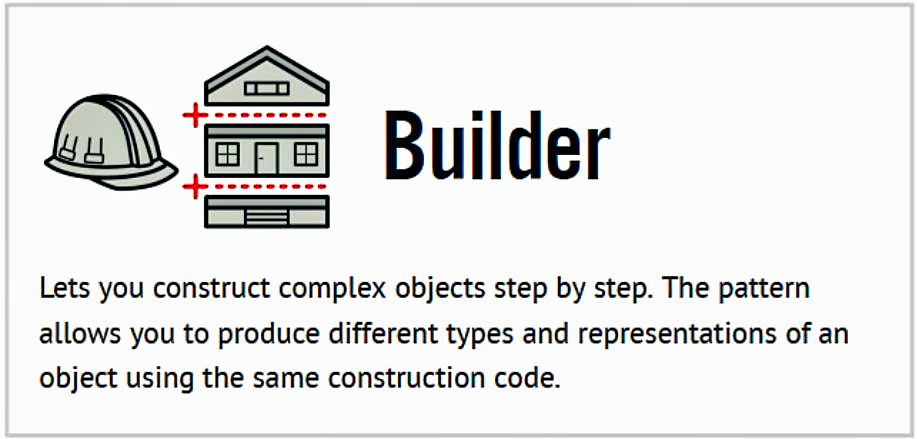 Builder
Lets you construct complex objects step by step. The pattern
allows you to produce different types and representations of an
object using the same construction code.